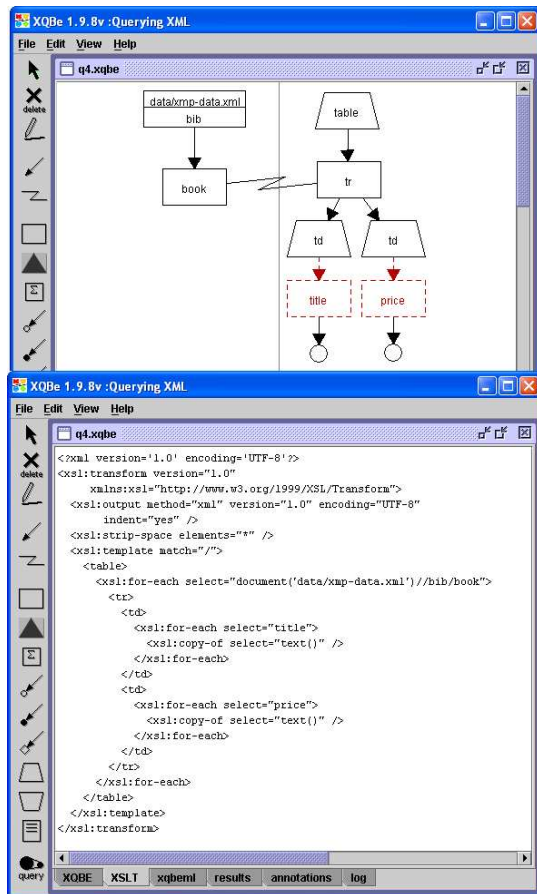 XQBe 1.9.8v :Querying XML
File Edit View Help
q4.xqbe
delete
data/xmp-data.xml
bib
book
table
tr
td td
title price
XQBe 1.9.8v :Querying XML
File Edit View Help
q4.xqbe
delete
Σ
<?xml version='1.0' encoding='UTF-8'?>
<xsl:transform version="1.0"
xmlns:xsl="http://www.w3.org/1999/XSL/Transform">
<xsl:output method="xml" version="1.0" encoding="UTF-8"
indent="yes" />
<xsl:strip-space elements="*" />
<xsl:template match="/">
<table>
<xsl:for-each select="document('data/xmp-data.xml')//bib/book">
<tr>
<td>
<xsl:for-each select="title">
<xsl:copy-of select="text()" />
</xsl:for-each>
</td>
<td>
<xsl:for-each select="price">
<xsl:copy-of select="text()" />
</xsl:for-each>
</td>
</tr>
</xsl:for-each>
</table>
</xsl:template>
</xsl:transform>
Σ
query
XQBE XSLT xqbeml results annotations log